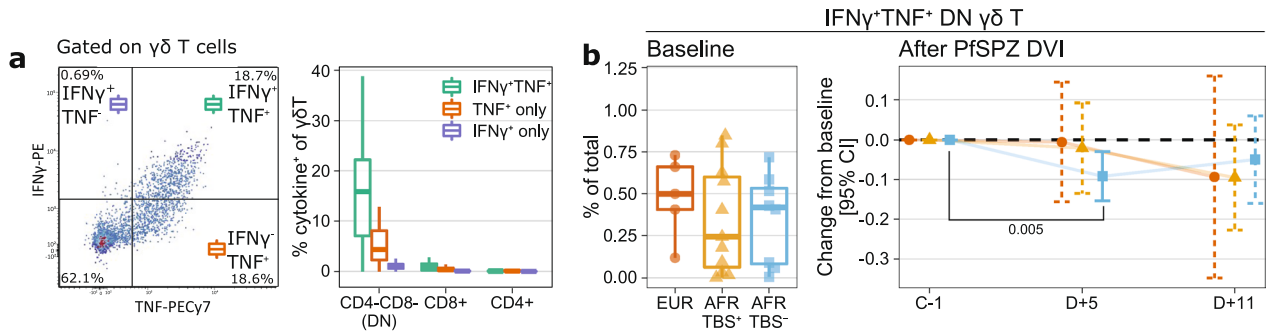 a
Gated on γδ T cells
0.69%
18.7%
IFNγ⁺
TNF⁻
IFNγ⁺
TNF⁺
IFNγ⁻
TNF⁺
62.1%
18.6%
IFNγ-PE
TNF-PECγ7
% cytokine⁺ of γδT
40
30
20
10
0
IFNγ⁺TNF⁺
TNF⁺ only
IFNγ⁺ only
CD4-CD8-
(DN)
CD8+
CD4+
b
IFNγ⁺TNF⁺ DN γδ T
Baseline
% of total
1.25
1.00
0.75
0.50
0.25
0.00
EUR
AFR
TBS⁺
AFR
TBS⁻
After PfSPZ DVI
Change from baseline
[95% CI]
0.1
0.0
-0.1
-0.2
-0.3
0.005
C-1
D+5
D+11